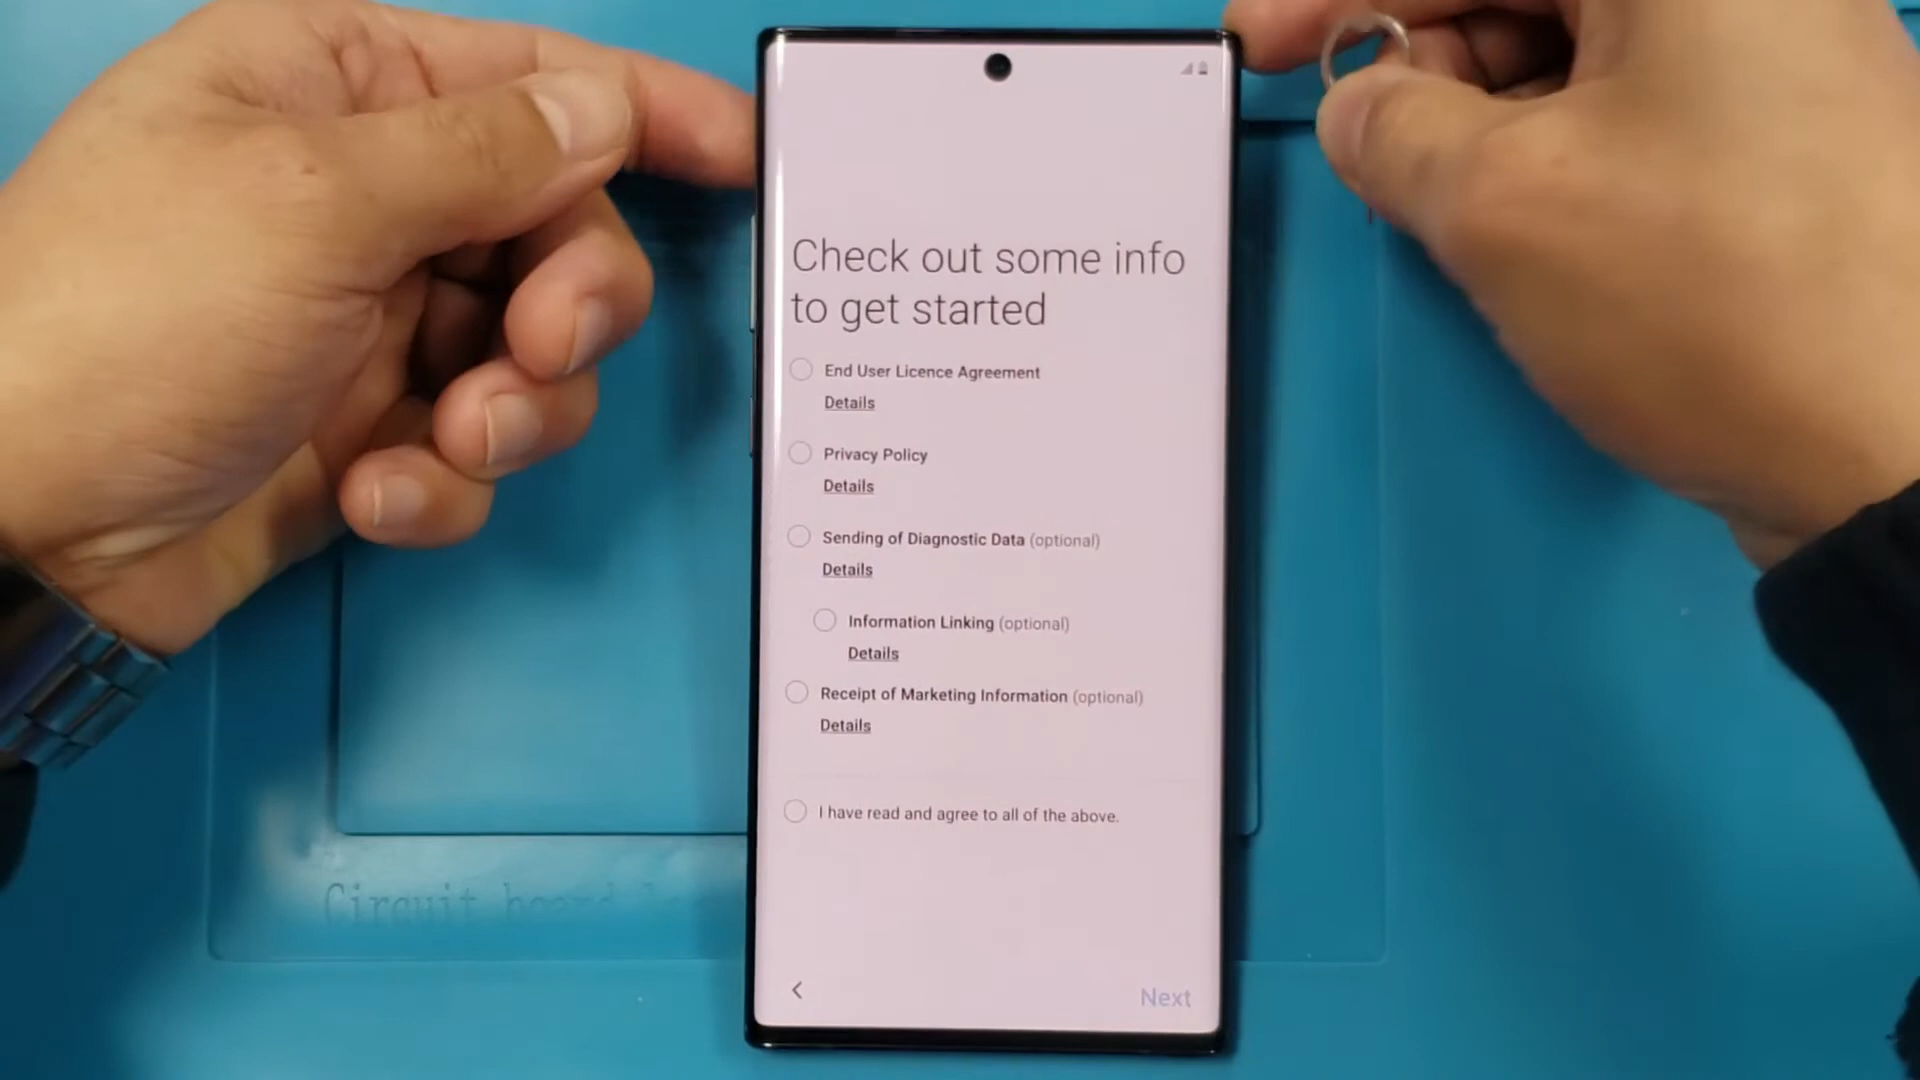 Check out some info
to get started
End User Licence Agreement
Details
Privacy Policy
Details
Sending of Diagnostic Data (optional)
Details
Information Linking (optional)
Details
Receipt of Marketing Information (optional)
Details
I have read and agree to all of the above.
Circuit board
Next